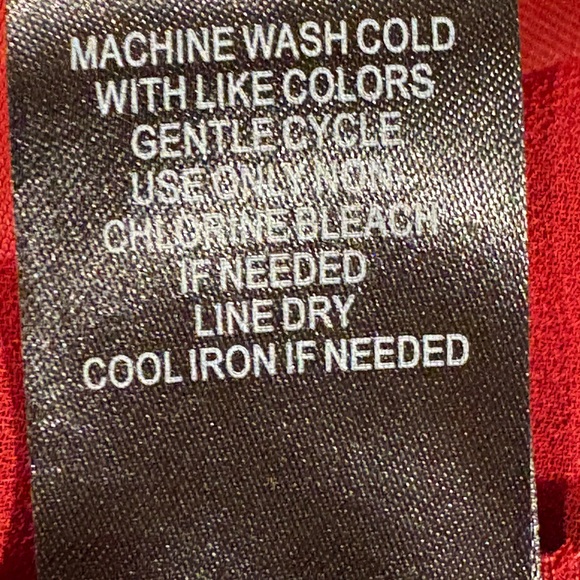 MACHINE WASH COLD
WITH LIKE COLORS
GENTLE CYCLE
USE ONLY NON-
CHLORINE BLEACH
IF NEEDED
LINE DRY
COOL IRON IF NEEDED